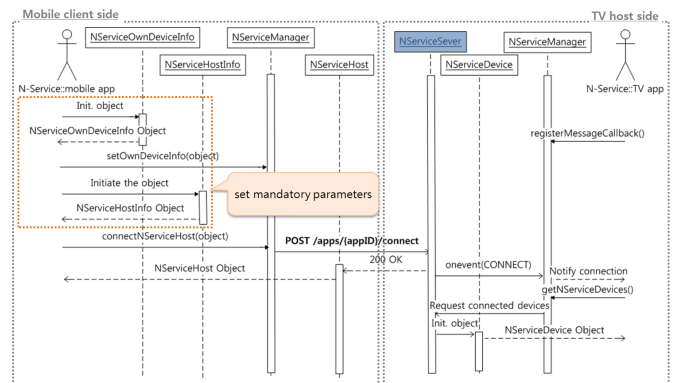 Mobile client side
TV host side
NServiceOwnDeviceInfo
NServiceManager
NServiceSever
NServiceManager
NServiceHostInfo
NServiceHost
NServiceDevice
N-Service::mobile app
N-Service::TV app
Init. object
NServiceOwnDeviceInfo Object
registerMessageCallback()
setOwnDeviceInfo(object)
Initiate the object
set mandatory parameters
NServiceHostInfo Object
connectNServiceHost(object)
POST /apps/(appID)/connect
200 OK
NServiceHost Object
onevent(CONNECT)
Notify connection
getNServiceDevices()
Request connected devices
Init. object
NServiceDevice Object